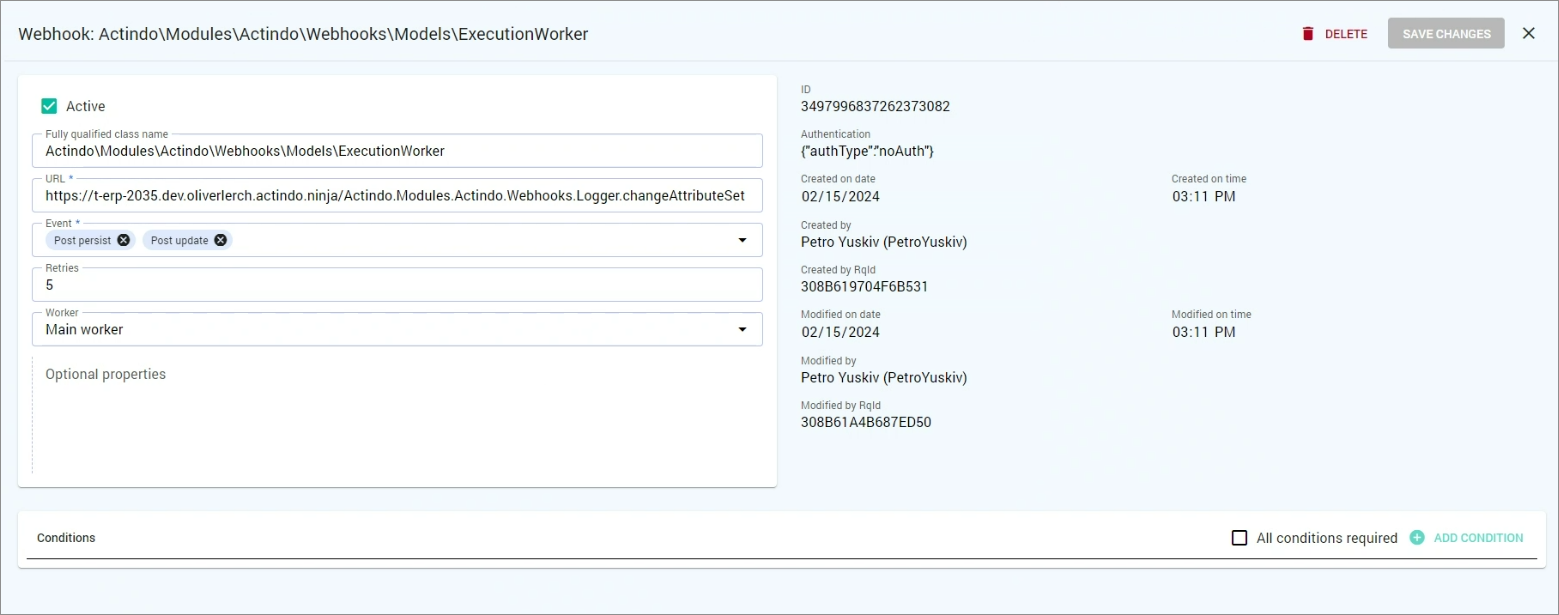 Webhook: Actindo\Modules\Actindo\Webhooks\Models\ExecutionWorker
DELETE
SAVE CHANGES
Active
Fully qualified class name
Actindo\Modules\Actindo\Webhooks\Models\ExecutionWorker
URL *
https://t-erp-2035.dev.oliverlerch.actindo.ninja/Actindo.Modules.Actindo.Webhooks.Logger.changeAttributeSet
Event *
Post persist Post update
Retries
5
Worker
Main worker
Optional properties
ID
3497996837262373082
Authentication
{"authType":"noAuth"}
Created on date Created on time
02/15/2024 03:11 PM
Created by
Petro Yuskiv (PetroYuskiv)
Created by RqId
308B619704F6B531
Modified on date Modified on time
02/15/2024 03:11 PM
Modified by
Petro Yuskiv (PetroYuskiv)
Modified by RqId
308B61A4B687ED50
Conditions
All conditions required
ADD CONDITION